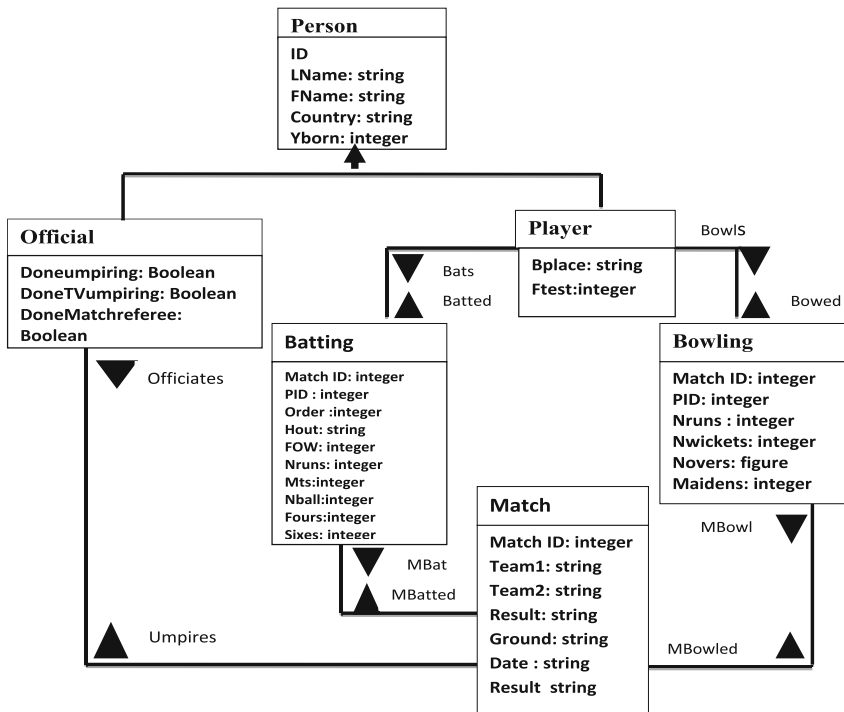 Person
ID
LName: string
FName: string
Country: string
Yborn: integer
Official
Doneumpiring: Boolean
DoneTVumpiring: Boolean
DoneMatchreferee:
Boolean
Player
Bplace: string
Ftest:integer
BowlS
Bowed
Bats
Batted
Officiates
Umpires
Batting
Match ID: integer
PID : integer
Order :integer
Hout: string
FOW: integer
Nruns: integer
Mts:integer
Nball:integer
Fours:integer
Sixes: integer
Bowling
Match ID: integer
PID: integer
Nruns : integer
Nwickets: integer
Novers: figure
Maidens: integer
MBat
MBatted
Match
Match ID: integer
Team1: string
Team2: string
Result: string
Ground: string
Date : string
Result string
MBowl
MBowled